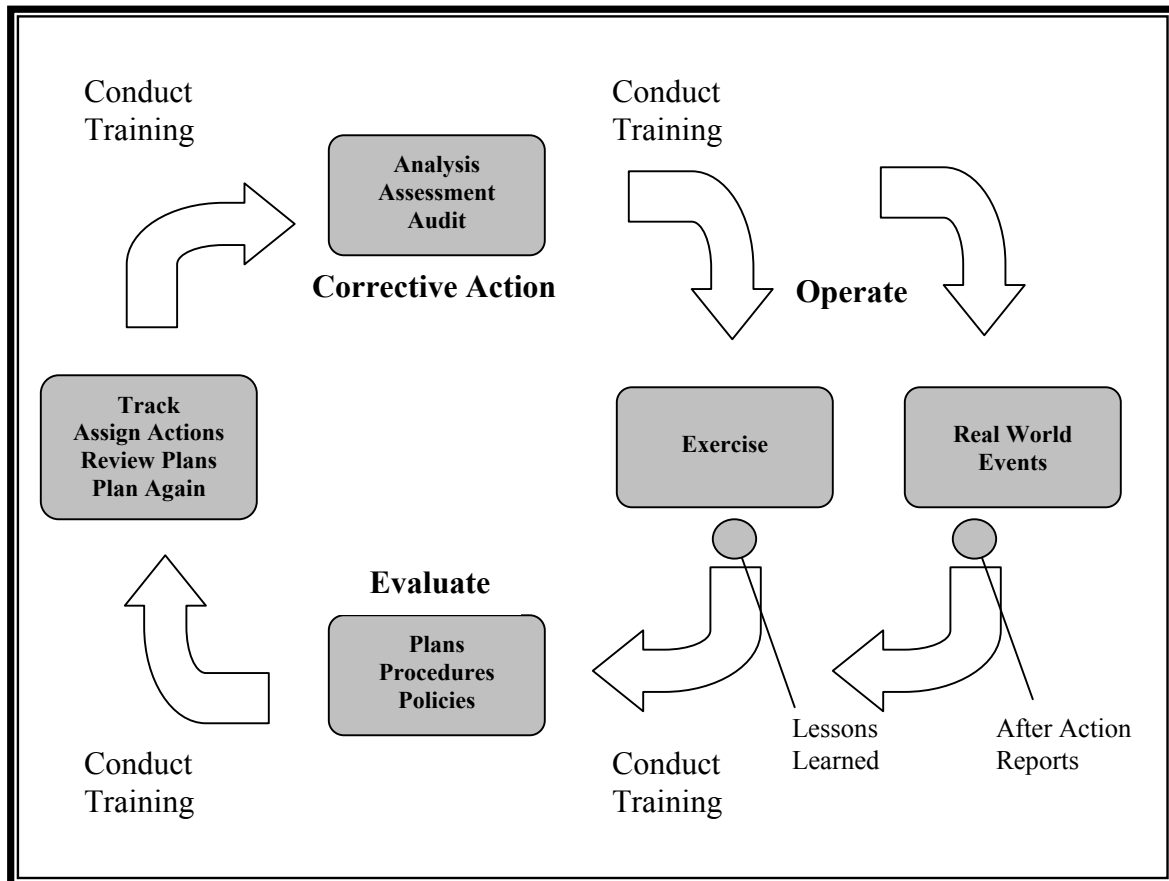 Conduct
Training
Conduct
Training
Analysis
Assessment
Audit
Corrective Action
Operate
Track
Assign Actions
Review Plans
Plan Again
Exercise
Real World
Events
Evaluate
Plans
Procedures
Policies
Lessons
Learned
After Action
Reports
Conduct
Training
Conduct
Training